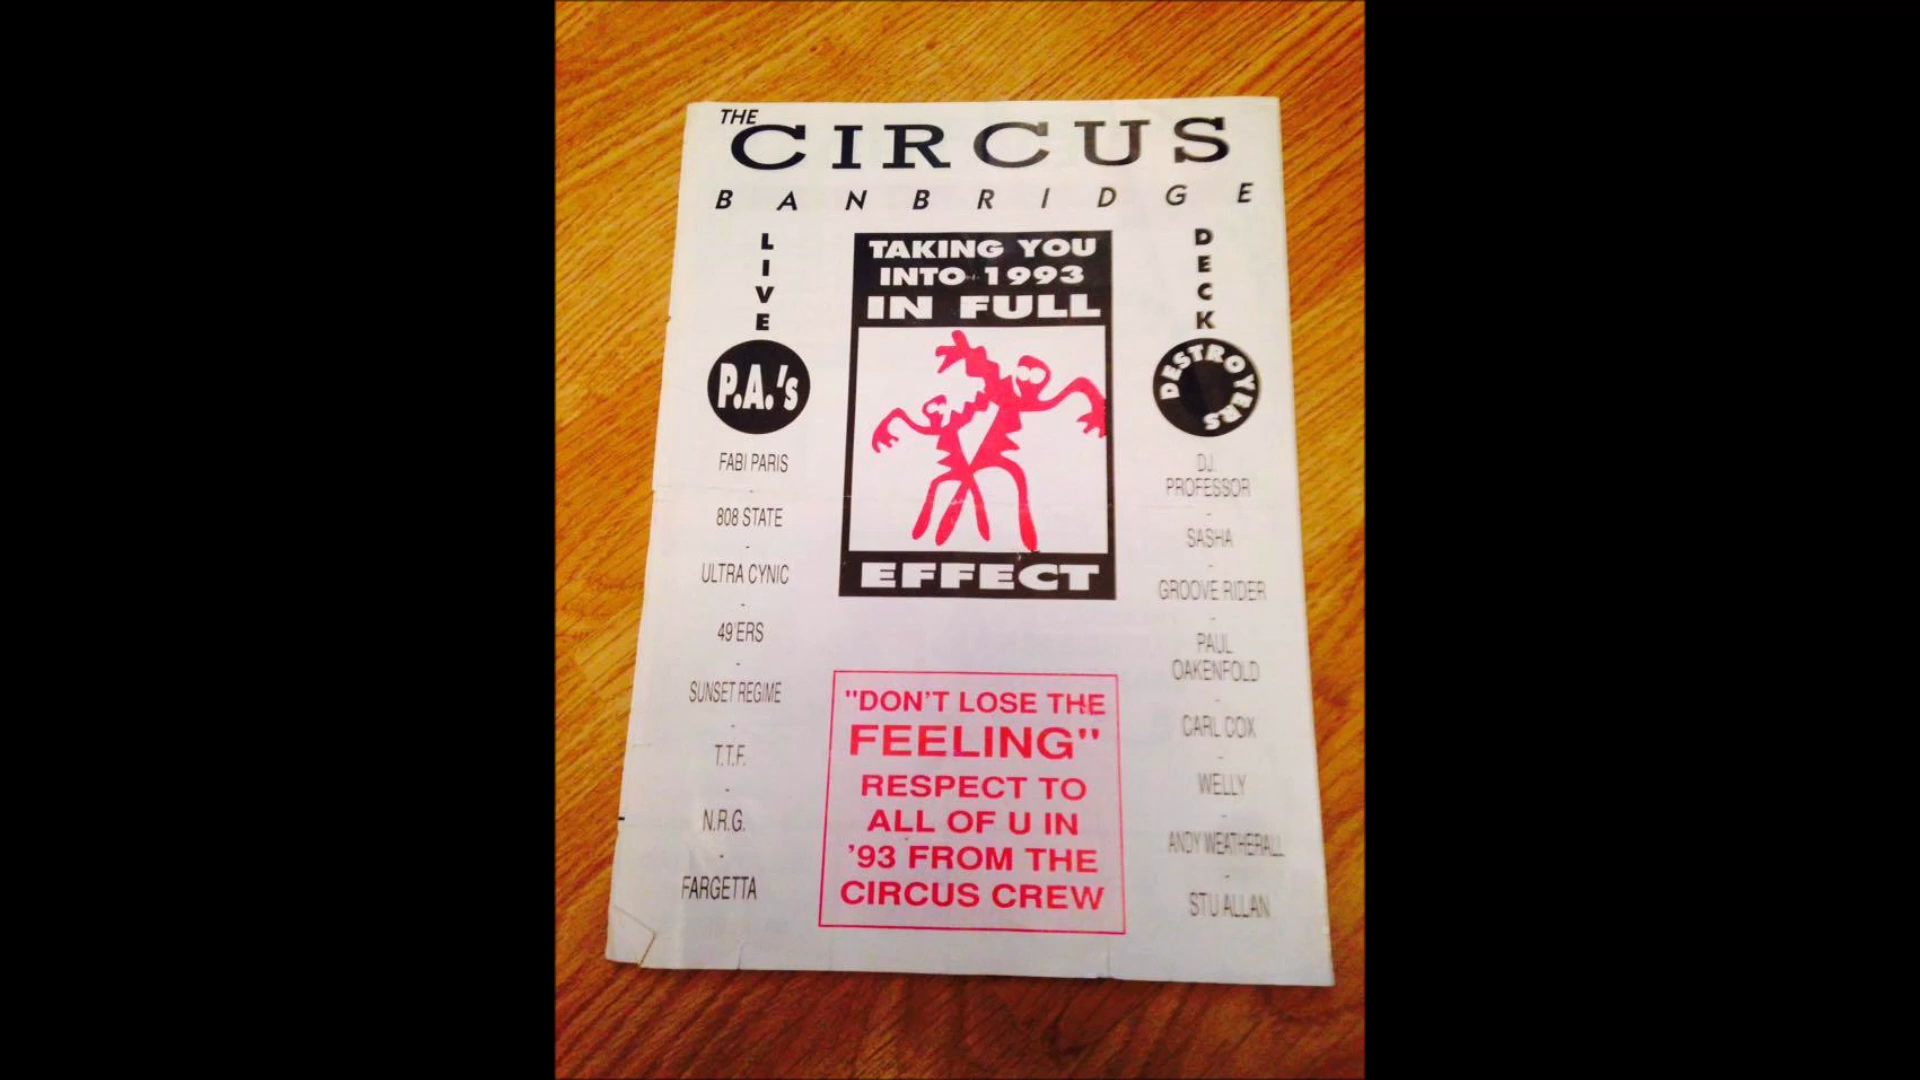 THE
CIRCUS
BANBRIDGE
LIVE
P.A.'s
FABI PARIS
-
808 STATE
-
ULTRA CYNIC
-
49'ERS
-
SUNSET REGIME
-
T.T.F.
-
N.R.G.
-
FARGETTA
TAKING YOU
INTO 1993
IN FULL
EFFECT
"DON'T LOSE THE
FEELING"
RESPECT TO
ALL OF U IN
'93 FROM THE
CIRCUS CREW
DECK
DESTROYERS
DJ.
PROFESSOR
-
SASHA
-
GROOVE RIDER
-
PAUL
OAKENFOLD
-
CARL COX
-
WELLY
-
ANDY WEATHERALL
-
STU ALLAN